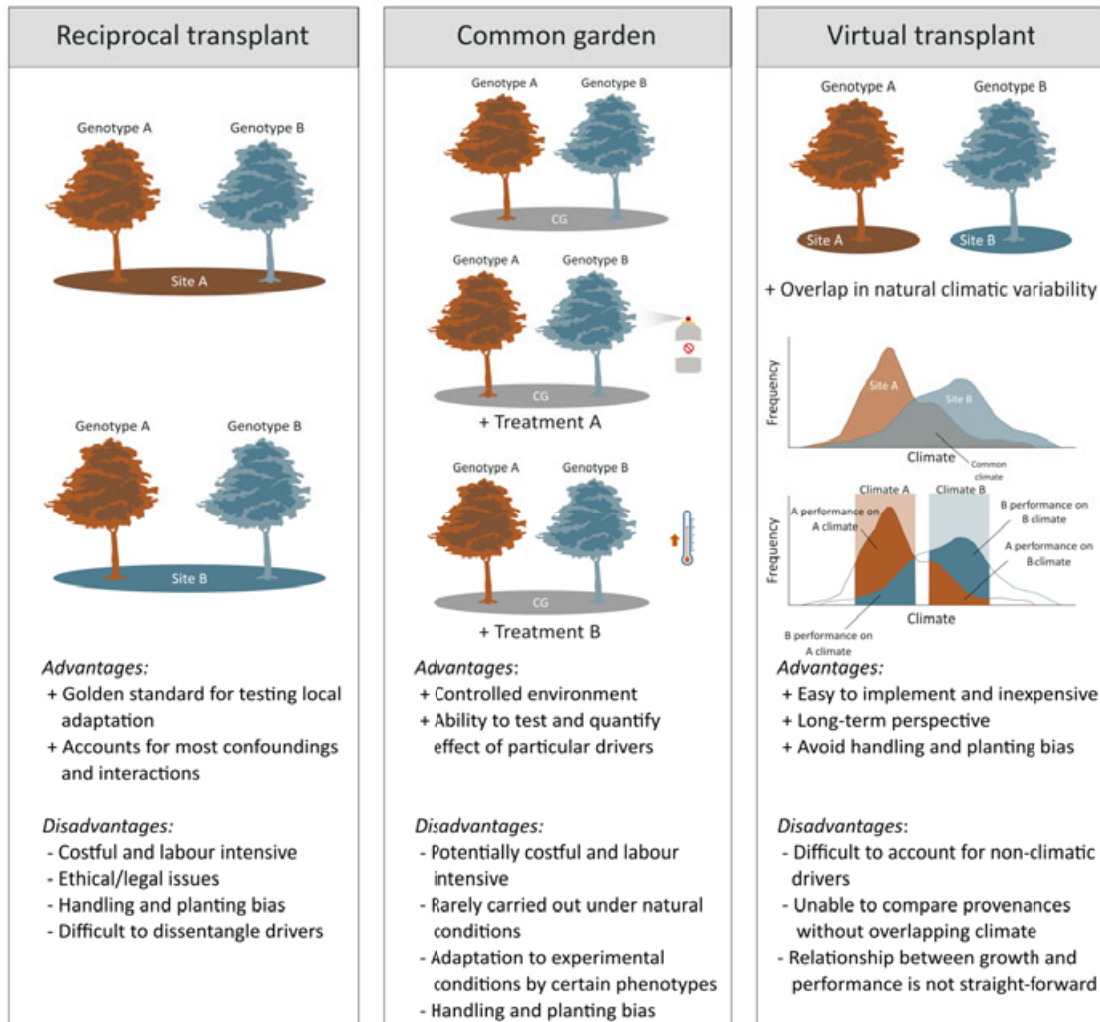 Reciprocal transplant
Genotype A
Genotype B
Site A
Genotype A
Genotype B
Site B
Advantages:
+ Golden standard for testing local
adaptation
+ Accounts for most confoundings
and interactions
Disadvantages:
- Costful and labour intensive
- Ethical/legal issues
- Handling and planting bias
- Difficult to dissentangle drivers
Common garden
Genotype A
Genotype B
CG
Genotype A
Genotype B
CG
+ Treatment A
Genotype A
Genotype B
CG
+ Treatment B
Advantages:
+ Controlled environment
+ Ability to test and quantify
effect of particular drivers
Disadvantages:
- Potentially costful and labour
intensive
- Rarely carried out under natural
conditions
- Adaptation to experimental
conditions by certain phenotypes
- Handling and planting bias
Virtual transplant
Genotype A
Genotype B
Site A
Site B
+ Overlap in natural climatic variability
Frequency
Site A
Site B
Common
climate
Climate
Frequency
Climate A
Climate B
A performance on
A climate
B performance on
B climate
A performance on
B climate
Climate
B performance on
A climate
Advantages:
+ Easy to implement and inexpensive
+ Long-term perspective
+ Avoid handling and planting bias
Disadvantages:
- Difficult to account for non-climatic
drivers
- Unable to compare provenances
without overlapping climate
- Relationship between growth and
performance is not straight-forward